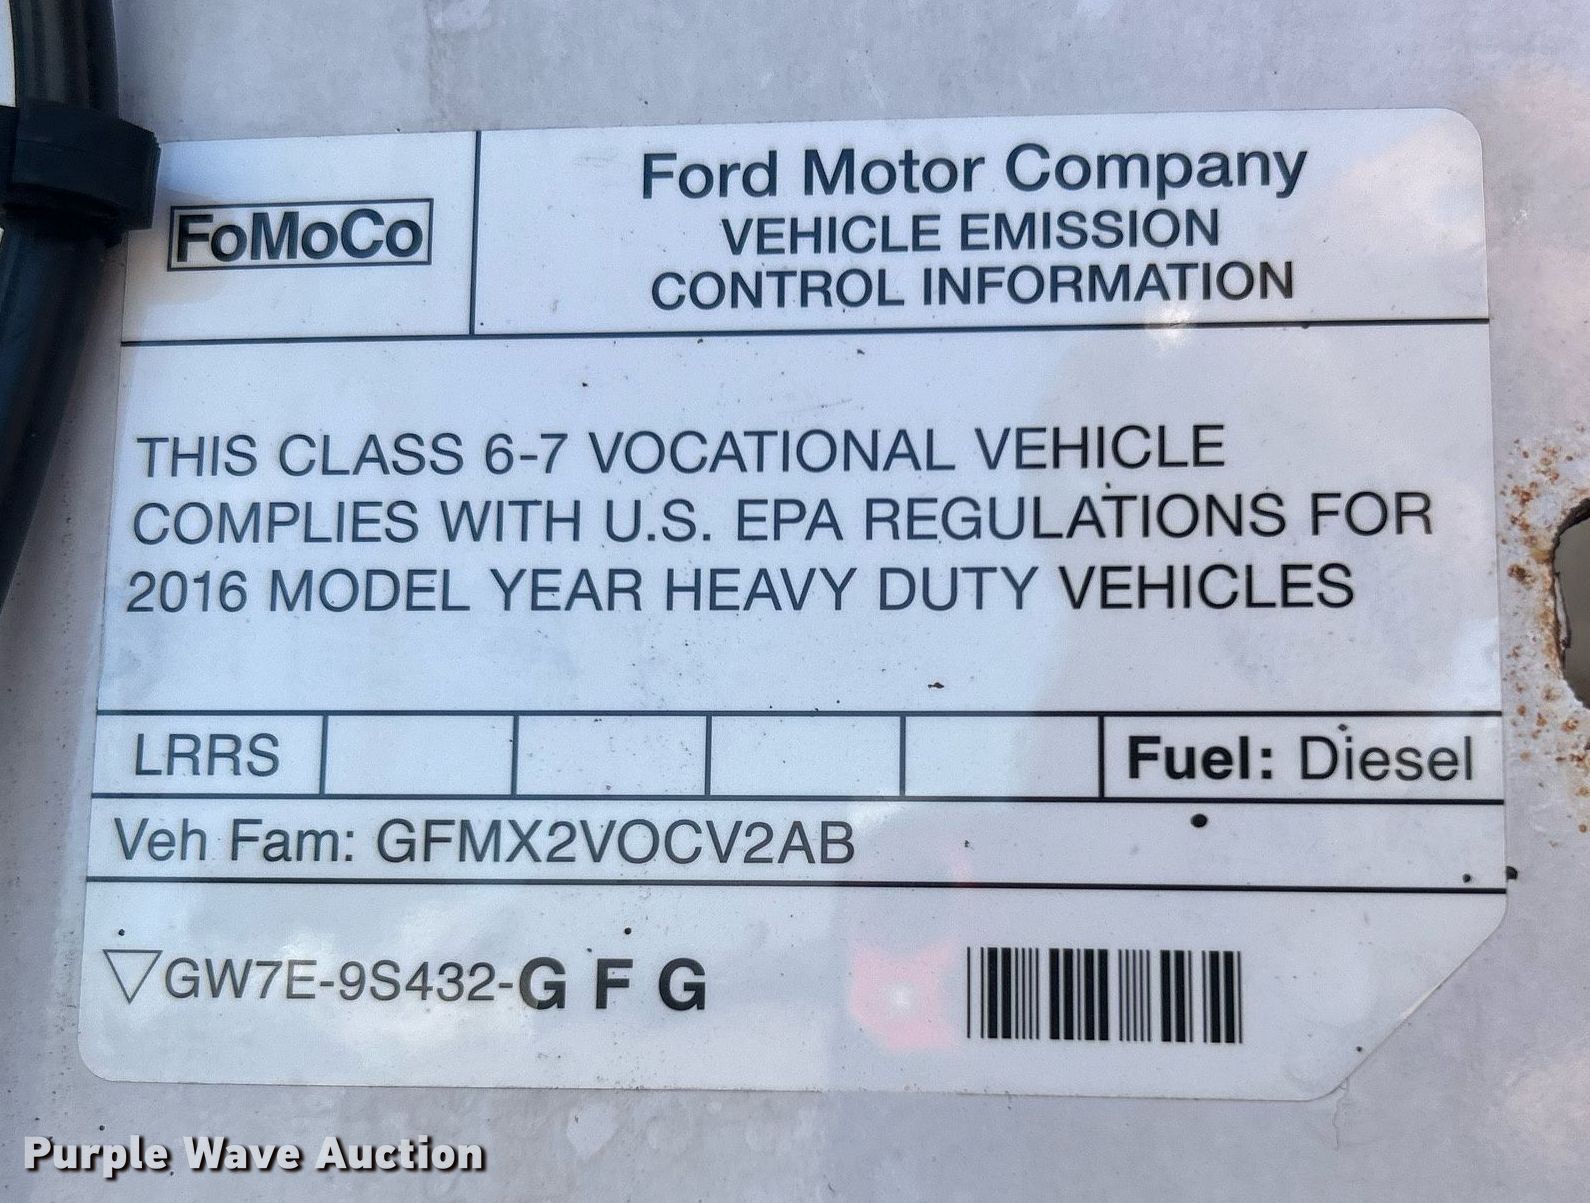 FoMoCo
Ford Motor Company
VEHICLE EMISSION
CONTROL INFORMATION
THIS CLASS 6-7 VOCATIONAL VEHICLE
COMPLIES WITH U.S. EPA REGULATIONS FOR
2016 MODEL YEAR HEAVY DUTY VEHICLES
LRRS Fuel: Diesel
Veh Fam: GFMX2VOCV2AB
▽GW7E-9S432-G F G
Purple Wave Auction